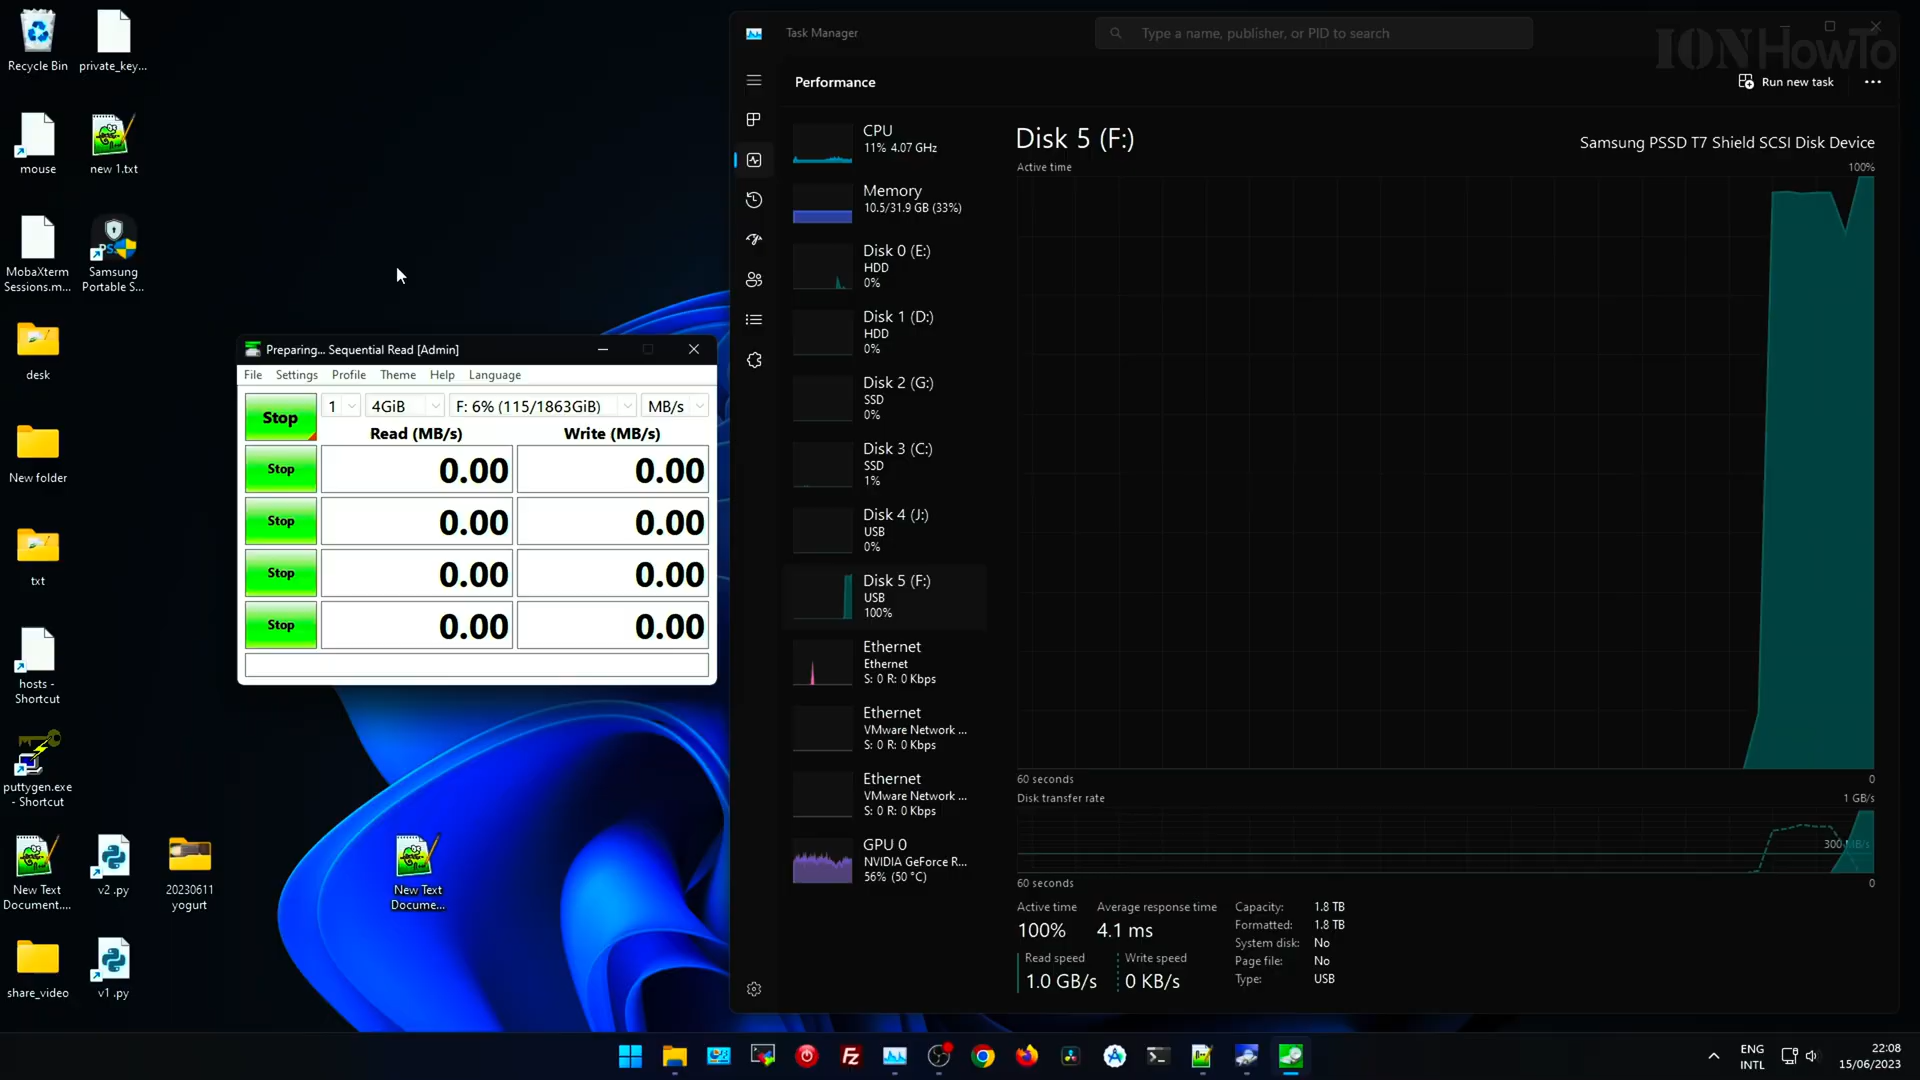 Recycle Bin
private_key...
mouse
new 1.txt
MobaXterm
Sessions.m...
Samsung
Portable S...
desk
New folder
txt
hosts -
Shortcut
puttygen.exe
- Shortcut
New Text
Document....
v2 .py
20230611
yogurt
share_video
v1 .py
New Text
Docume...
Preparing... Sequential Read [Admin]
File Settings Profile Theme Help Language
Stop 1 4GiB F: 6% (115/1863GiB) MB/s
Read (MB/s) Write (MB/s)
Stop 0.00 0.00
Stop 0.00 0.00
Stop 0.00 0.00
Stop 0.00 0.00
Task Manager
Type a name, publisher, or PID to search
IONHowTo
Performance
Run new task
CPU
11% 4.07 GHz
Memory
10.5/31.9 GB (33%)
Disk 0 (E:)
HDD
0%
Disk 1 (D:)
HDD
0%
Disk 2 (G:)
SSD
0%
Disk 3 (C:)
SSD
1%
Disk 4 (J:)
USB
0%
Disk 5 (F:)
USB
100%
Ethernet
Ethernet
S: 0 R: 0 Kbps
Ethernet
VMware Network ...
S: 0 R: 0 Kbps
Ethernet
VMware Network ...
S: 0 R: 0 Kbps
GPU 0
NVIDIA GeForce R...
56% (50 °C)
Disk 5 (F:)
Samsung PSSD T7 Shield SCSI Disk Device
Active time 100%
60 seconds 0
Disk transfer rate 1 GB/s
300 MB/s
60 seconds 0
Active time
100%
Average response time
4.1 ms
Read speed
1.0 GB/s
Write speed
0 KB/s
Capacity: 1.8 TB
Formatted: 1.8 TB
System disk: No
Page file: No
Type: USB
ENG
INTL
22:08
15/06/2023